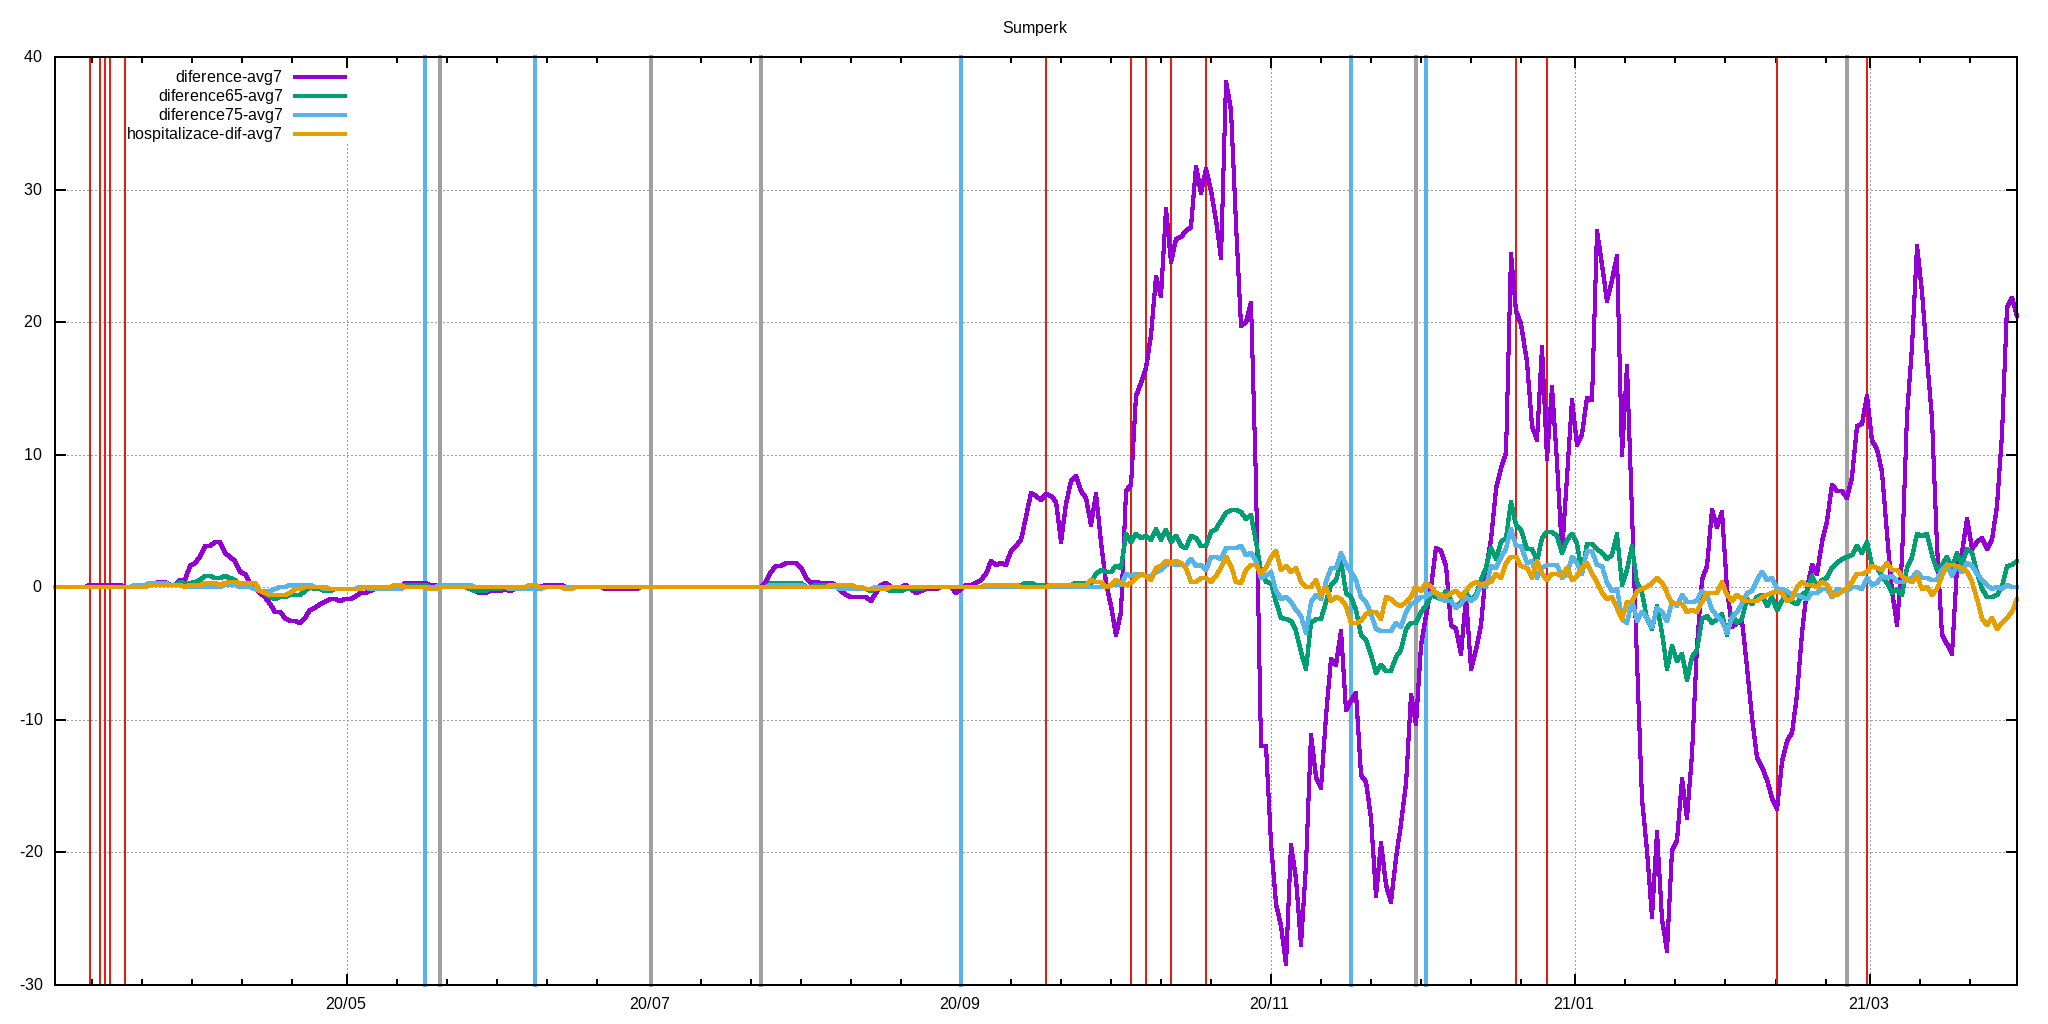 Sumperk
40
30
20
10
0
-10
-20
-30
diference-avg7
diference65-avg7
diference75-avg7
hospitalizace-dif-avg7
20/05 20/07 20/09 20/11 21/01 21/03